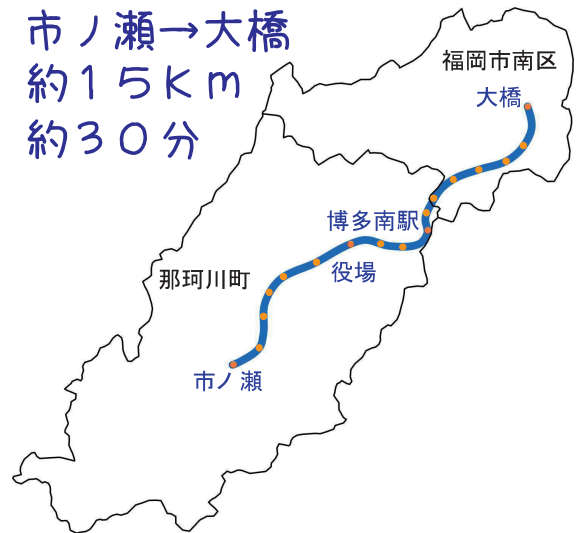 市ノ瀬→大橋
約15Km
約30分
福岡市南区
大橋
博多南駅
役場
那珂川町
市ノ瀬